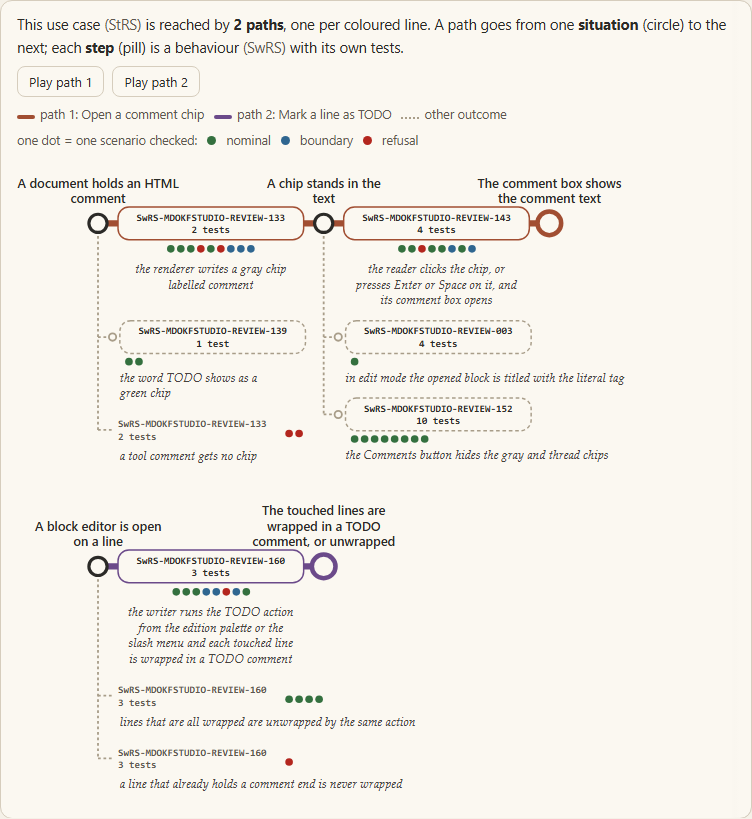 This use case (StRS) is reached by 2 paths, one per coloured line. A path goes from one situation (circle) to the
next; each step (pill) is a behaviour (SwRS) with its own tests.
Play path 1
Play path 2
path 1: Open a comment chip
path 2: Mark a line as TODO
..... other outcome
one dot = one scenario checked:
nominal
boundary
refusal
A document holds an HTML
comment
A chip stands in the
text
The comment box shows
the comment text
SwRS-MDOKFSTUDIO-REVIEW-133
2 tests
SwRS-MDOKFSTUDIO-REVIEW-143
4 tests
the renderer writes a gray chip
labelled comment
the reader clicks the chip, or
presses Enter or Space on it, and
its comment box opens
SwRS-MDOKFSTUDIO-REVIEW-139
1 test
SwRS-MDOKFSTUDIO-REVIEW-003
4 tests
the word TODO shows as a
green chip
in edit mode the opened block is titled with the literal tag
SwRS-MDOKFSTUDIO-REVIEW-152
10 tests
SwRS-MDOKFSTUDIO-REVIEW-133
2 tests
a tool comment gets no chip
the Comments button hides the gray and thread chips
A block editor is open
on a line
The touched lines are
wrapped in a TODO
comment, or unwrapped
SwRS-MDOKFSTUDIO-REVIEW-160
3 tests
the writer runs the TODO action
from the edition palette or the
slash menu and each touched line
is wrapped in a TODO comment
SwRS-MDOKFSTUDIO-REVIEW-160
3 tests
lines that are all wrapped are unwrapped by the same action
SwRS-MDOKFSTUDIO-REVIEW-160
3 tests
a line that already holds a comment end is never wrapped